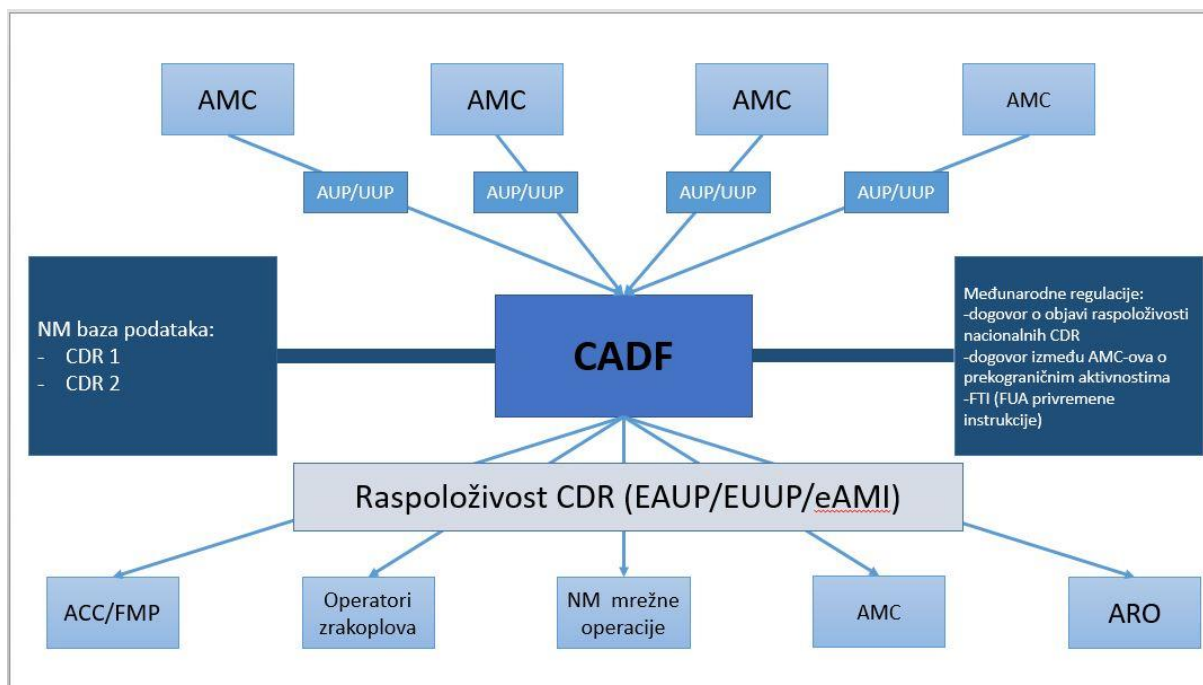 AMC
AMC
AMC
AMC
AUP/UUP
AUP/UUP
AUP/UUP
AUP/UUP
NM baza podataka:
- CDR 1
- CDR 2
CADF
Međunarodne regulacije:
-dogovor o objavi raspoloživosti
nacionalnih CDR
-dogovor između AMC-ova o
prekograničnim aktivnostima
-FTI (FUA privremene
instrukcije)
Raspoloživost CDR (EAUP/EUUP/eAMI)
ACC/FMP
Operatori
zrakoplova
NM mrežne
operacije
AMC
ARO